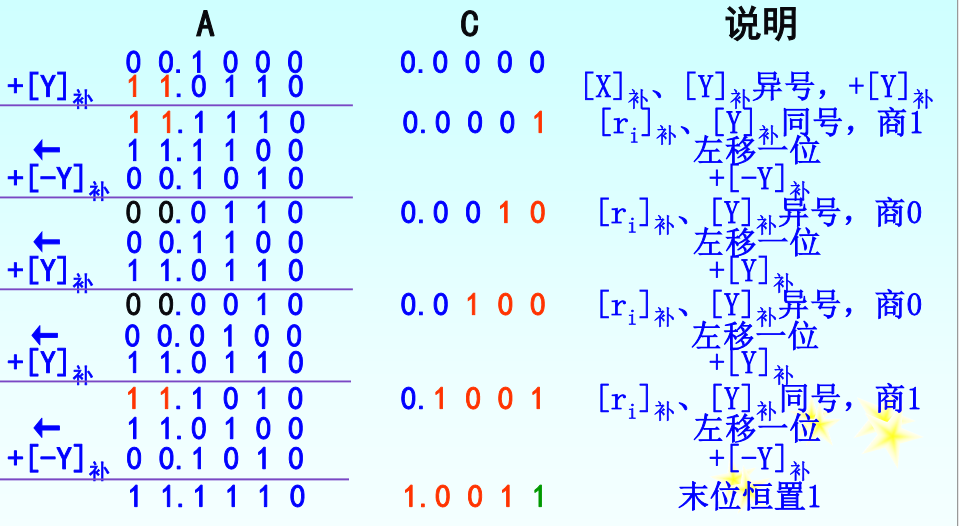 A C 说明
0 0.1 0 0 0 0.0 0 0 0
+[Y]补 1 1.0 1 1 0 [X]补、[Y]补异号，+[Y]补
1 1.1 1 1 0 0.0 0 0 1 [ri]补、[Y]补同号，商1
← 1 1.1 1 0 0 左移一位
+[-Y]补 0 0.1 0 1 0 +[-Y]补
0 0.0 1 1 0 0.0 0 1 0 [ri]补、[Y]补异号，商0
← 0 0.1 1 0 0 左移一位
+[Y]补 1 1.0 1 1 0 +[Y]补
0 0.0 0 1 0 0.0 1 0 0 [ri]补、[Y]补异号，商0
← 0 0.0 1 0 0 左移一位
+[Y]补 1 1.0 1 1 0 +[Y]补
1 1.1 0 1 0 0.1 0 0 1 [ri]补、[Y]补同号，商1
← 1 1.0 1 0 0 左移一位
+[-Y]补 0 0.1 0 1 0 +[-Y]补
1 1.1 1 1 0 1.0 0 1 1 末位恒置1